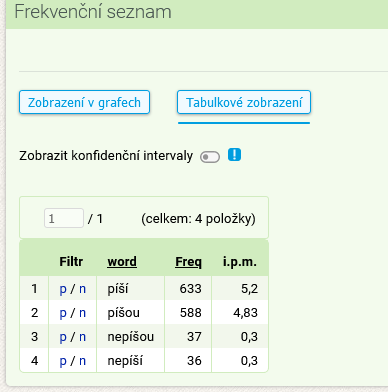 Frekvenční seznam
Zobrazení v grafech Tabulkové zobrazení
Zobrazit konfidenční intervaly !
1 / 1 (celkem: 4 položky)
Filtr word Freq i.p.m.
1 p / n píší 633 5,2
2 p / n píšou 588 4,83
3 p / n nepíšou 37 0,3
4 p / n nepíší 36 0,3